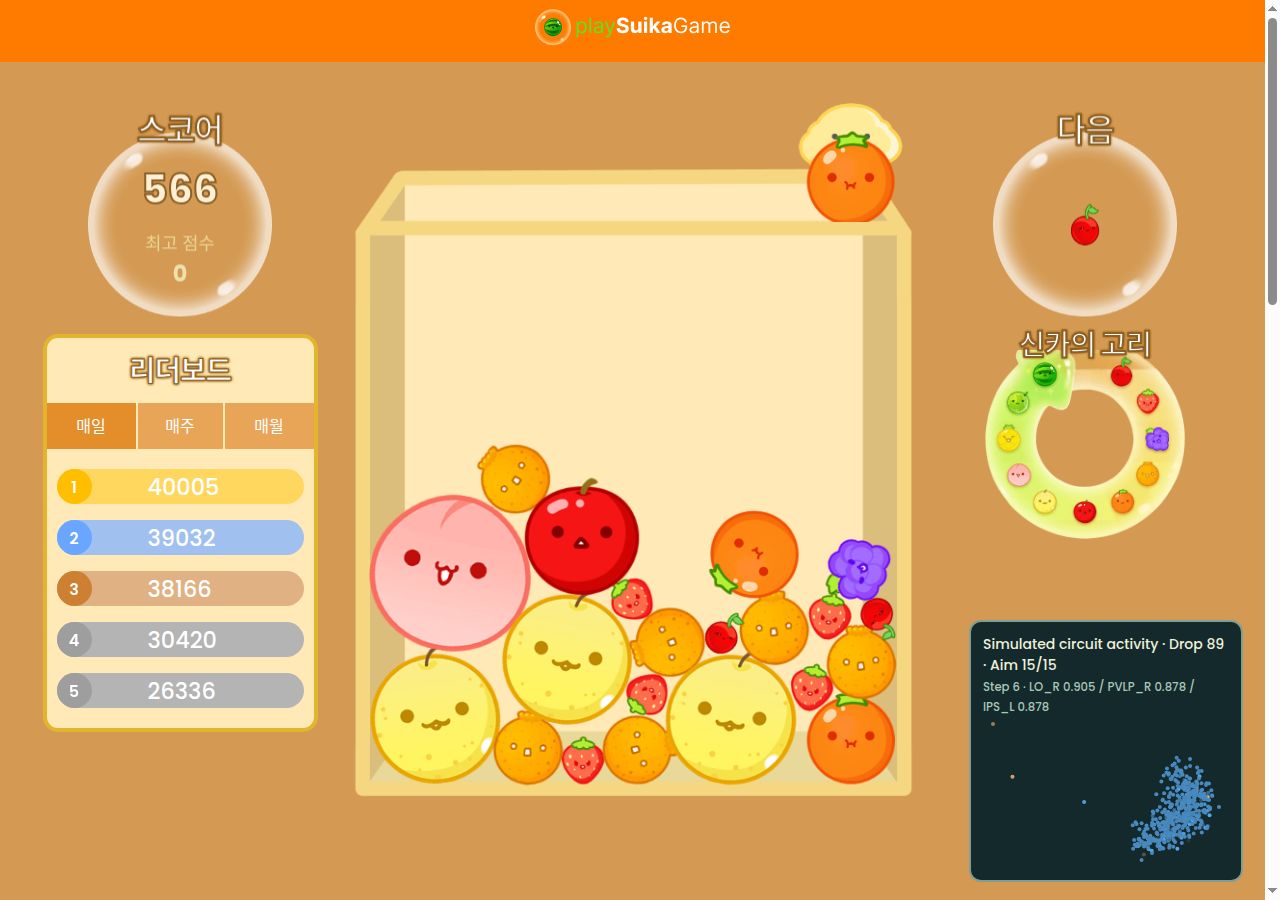 playSuikaGame
스코어
566
최고 점수
0
리더보드
매일
매주
매월
1 40005
2 39032
3 38166
4 30420
5 26336
다음
신카의 고리
Simulated circuit activity · Drop 89
· Aim 15/15
Step 6 · LO_R 0.905 / PVLP_R 0.878 /
IPS_L 0.878